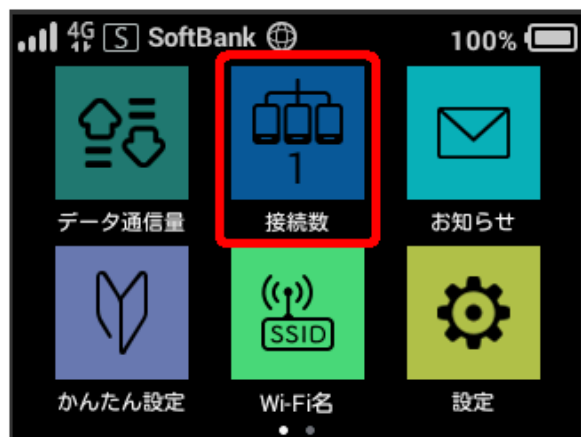 4G S SoftBank 100%
1
データ通信量 接続数 お知らせ
SSID
かんたん設定 Wi-Fi名 設定